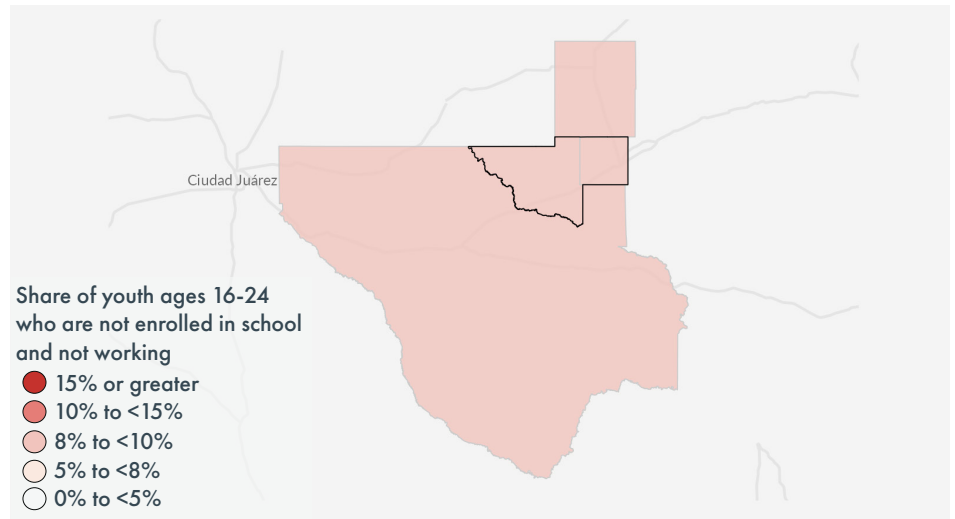 Ciudad Juárez
Share of youth ages 16-24
who are not enrolled in school
and not working
15% or greater
10% to <15%
8% to <10%
5% to <8%
0% to <5%